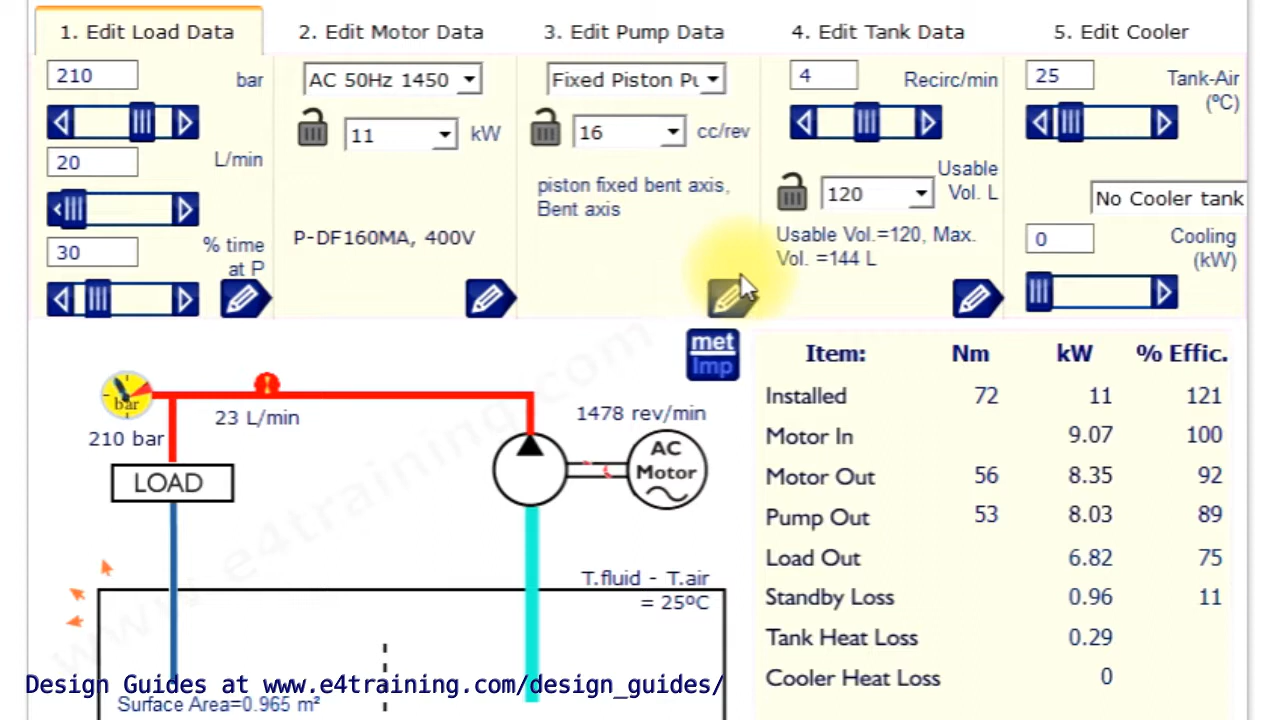 1. Edit Load Data
2. Edit Motor Data
3. Edit Pump Data
4. Edit Tank Data
5. Edit Cooler
210
bar
20
L/min
30
% time
at P
AC 50Hz 1450
11
kW
P-DF160MA, 400V
Fixed Piston Pu
16
cc/rev
piston fixed bent axis,
Bent axis
4
Recirc/min
Usable
120
Vol. L
Usable Vol.=120, Max.
Vol. =144 L
25
Tank-Air
(ºC)
No Cooler tank
0
Cooling
(kW)
met
Imp
bar
210 bar
23 L/min
1478 rev/min
AC
Motor
LOAD
T.fluid - T.air
= 25ºC
Surface Area=0.965 m²
Item: Nm kW % Effic.
Installed 72 11 121
Motor In 9.07 100
Motor Out 56 8.35 92
Pump Out 53 8.03 89
Load Out 6.82 75
Standby Loss 0.96 11
Tank Heat Loss 0.29
Cooler Heat Loss 0
www.e4training.com
Design Guides at www.e4training.com/design_guides/